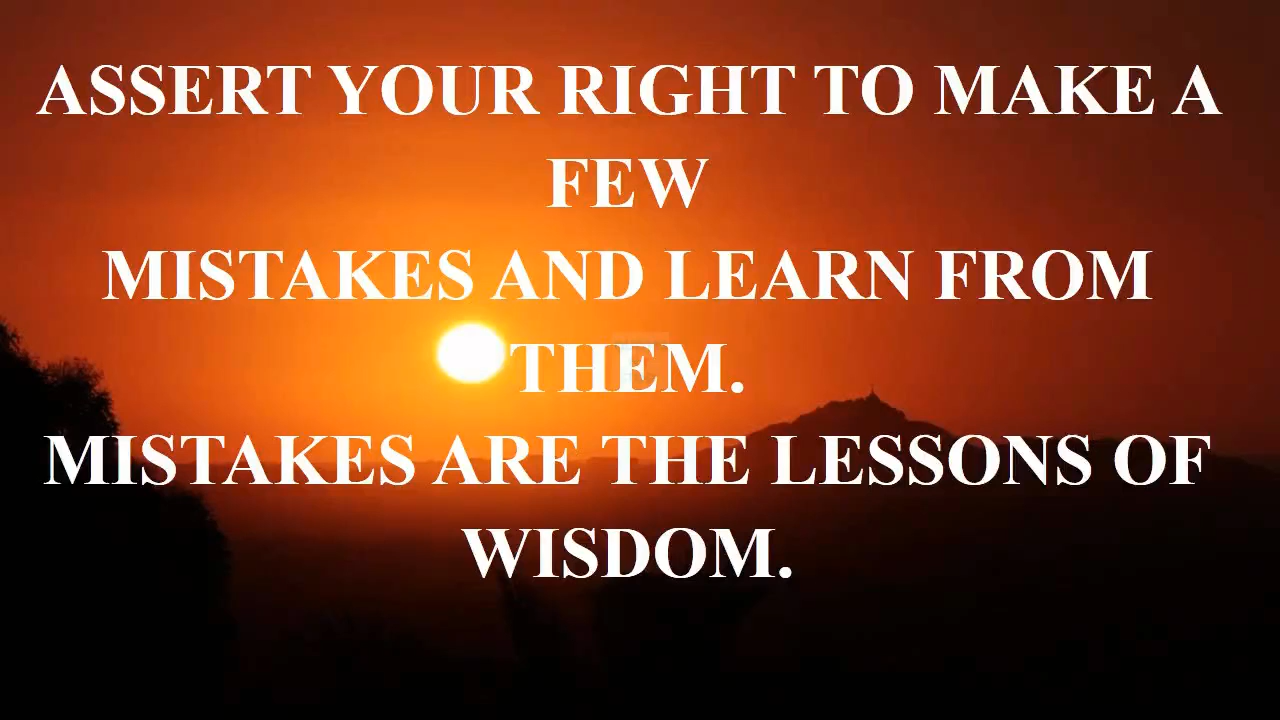 ASSERT YOUR RIGHT TO MAKE A
FEW
MISTAKES AND LEARN FROM
THEM.
MISTAKES ARE THE LESSONS OF
WISDOM.